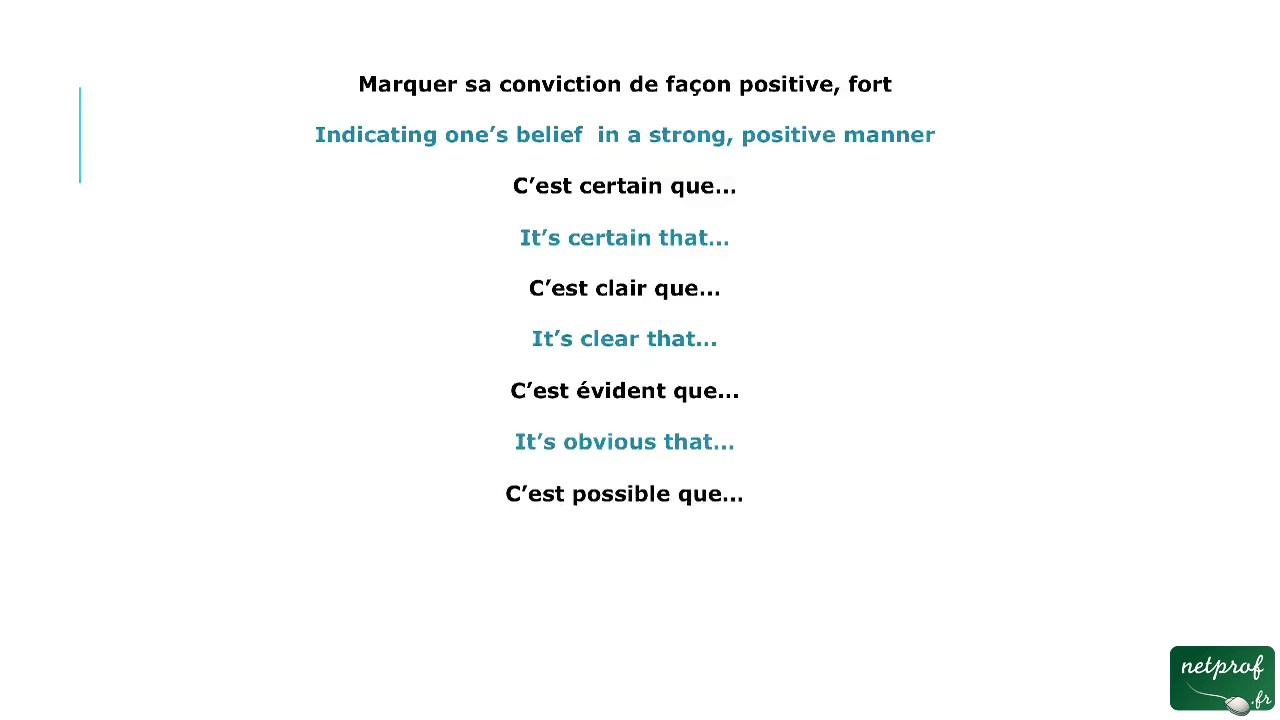 Marquer sa conviction de façon positive, fort
Indicating one’s belief  in a strong, positive manner
C’est certain que…
It’s certain that…
C’est clair que…
It’s clear that…
C’est évident que…
It’s obvious that…
C’est possible que…
netprof
.fr